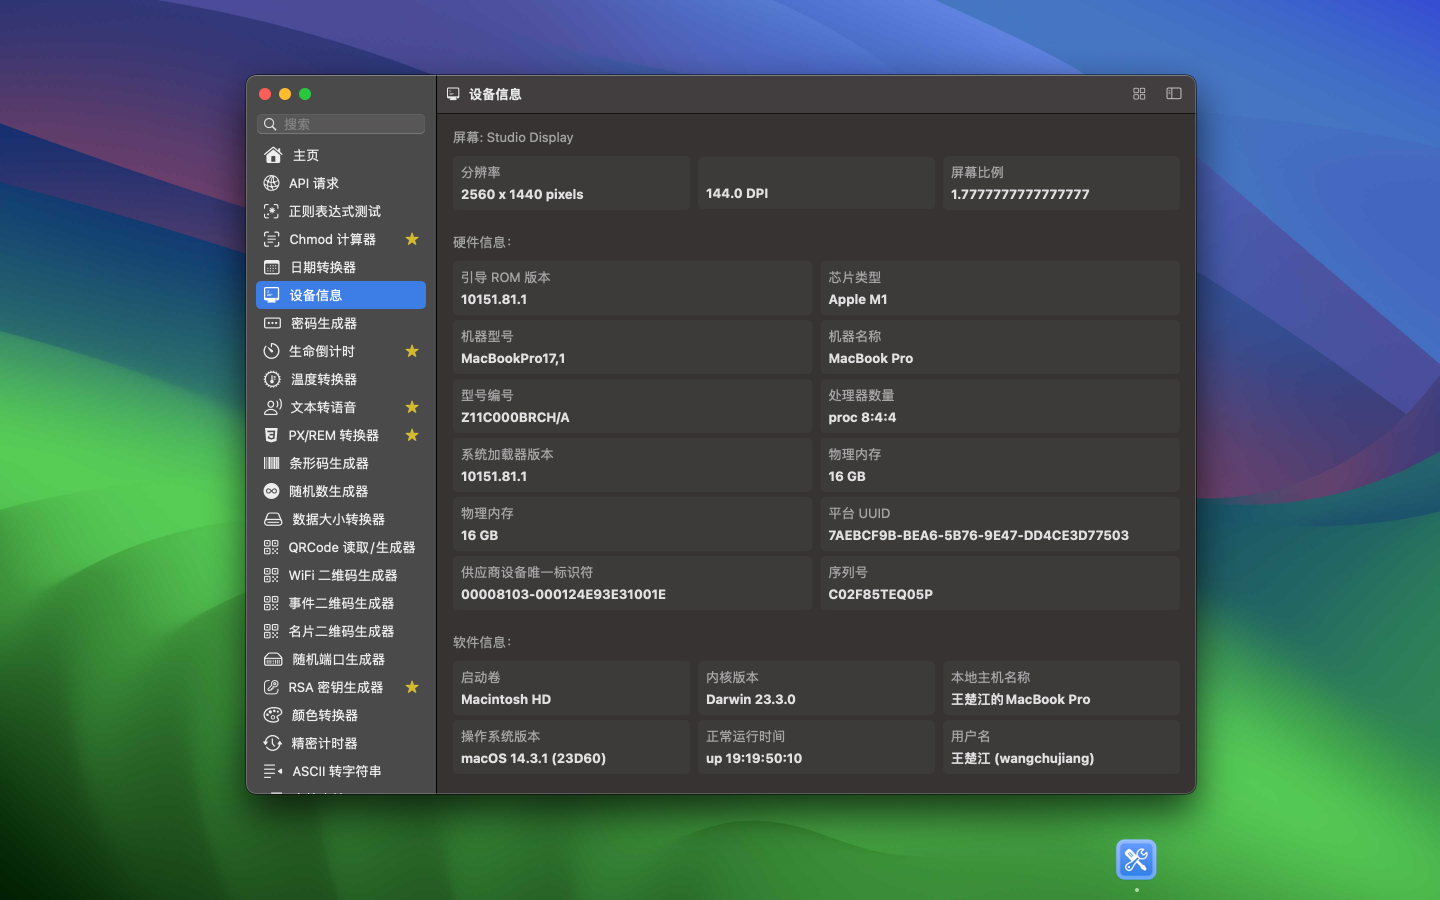 设备信息
搜索
主页
API 请求
正则表达式测试
Chmod 计算器
日期转换器
设备信息
密码生成器
生命倒计时
温度转换器
文本转语音
PX/REM 转换器
条形码生成器
随机数生成器
数据大小转换器
QRCode 读取/生成器
WiFi 二维码生成器
事件二维码生成器
名片二维码生成器
随机端口生成器
RSA 密钥生成器
颜色转换器
精密计时器
ASCII 转字符串
屏幕: Studio Display
分辨率
2560 x 1440 pixels
144.0 DPI
屏幕比例
1.7777777777777777
硬件信息:
引导 ROM 版本
10151.81.1
芯片类型
Apple M1
机器型号
MacBookPro17,1
机器名称
MacBook Pro
型号编号
Z11C000BRCH/A
处理器数量
proc 8:4:4
系统加载器版本
10151.81.1
物理内存
16 GB
物理内存
16 GB
平台 UUID
7AEBCF9B-BEA6-5B76-9E47-DD4CE3D77503
供应商设备唯一标识符
00008103-000124E93E31001E
序列号
C02F85TEQ05P
软件信息:
启动卷
Macintosh HD
内核版本
Darwin 23.3.0
本地主机名称
王楚江的MacBook Pro
操作系统版本
macOS 14.3.1 (23D60)
正常运行时间
up 19:19:50:10
用户名
王楚江 (wangchujiang)